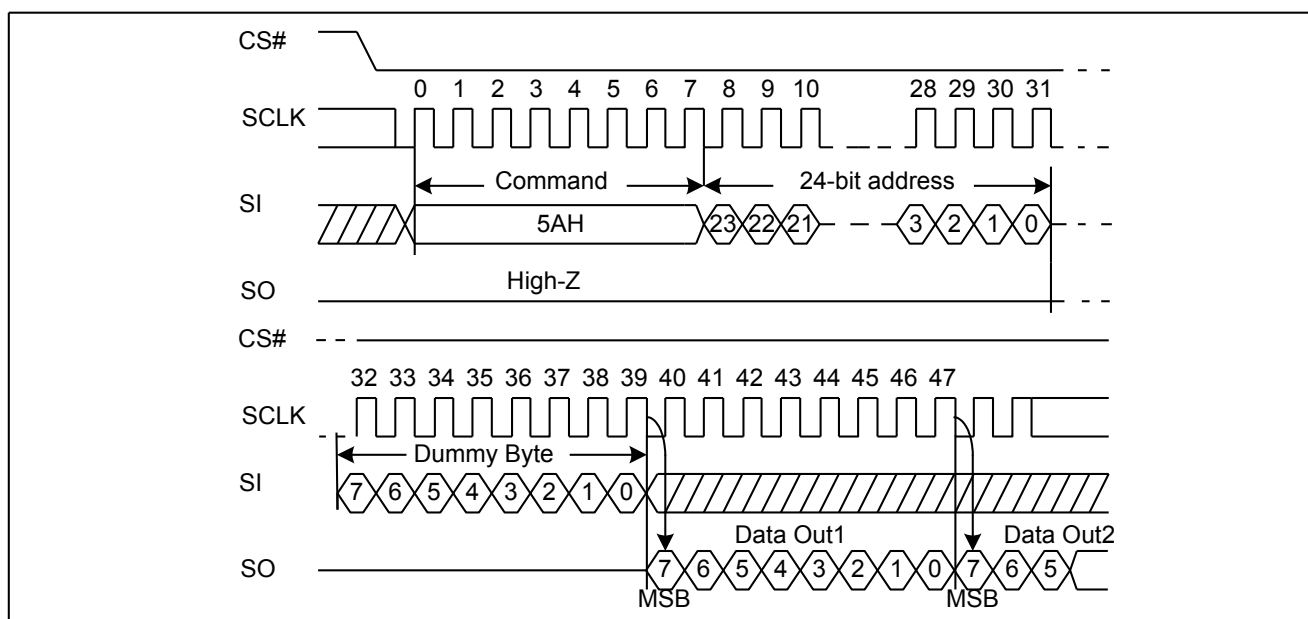 CS#
0 1 2 3 4 5 6 7 8 9 10 28 29 30 31
SCLK
Command 24-bit address
SI
5AH 23 22 21 3 2 1 0
High-Z
SO
CS#
32 33 34 35 36 37 38 39 40 41 42 43 44 45 46 47
SCLK
Dummy Byte
SI
7 6 5 4 3 2 1 0
Data Out1 Data Out2
SO
7 6 5 4 3 2 1 0 7 6 5
MSB MSB